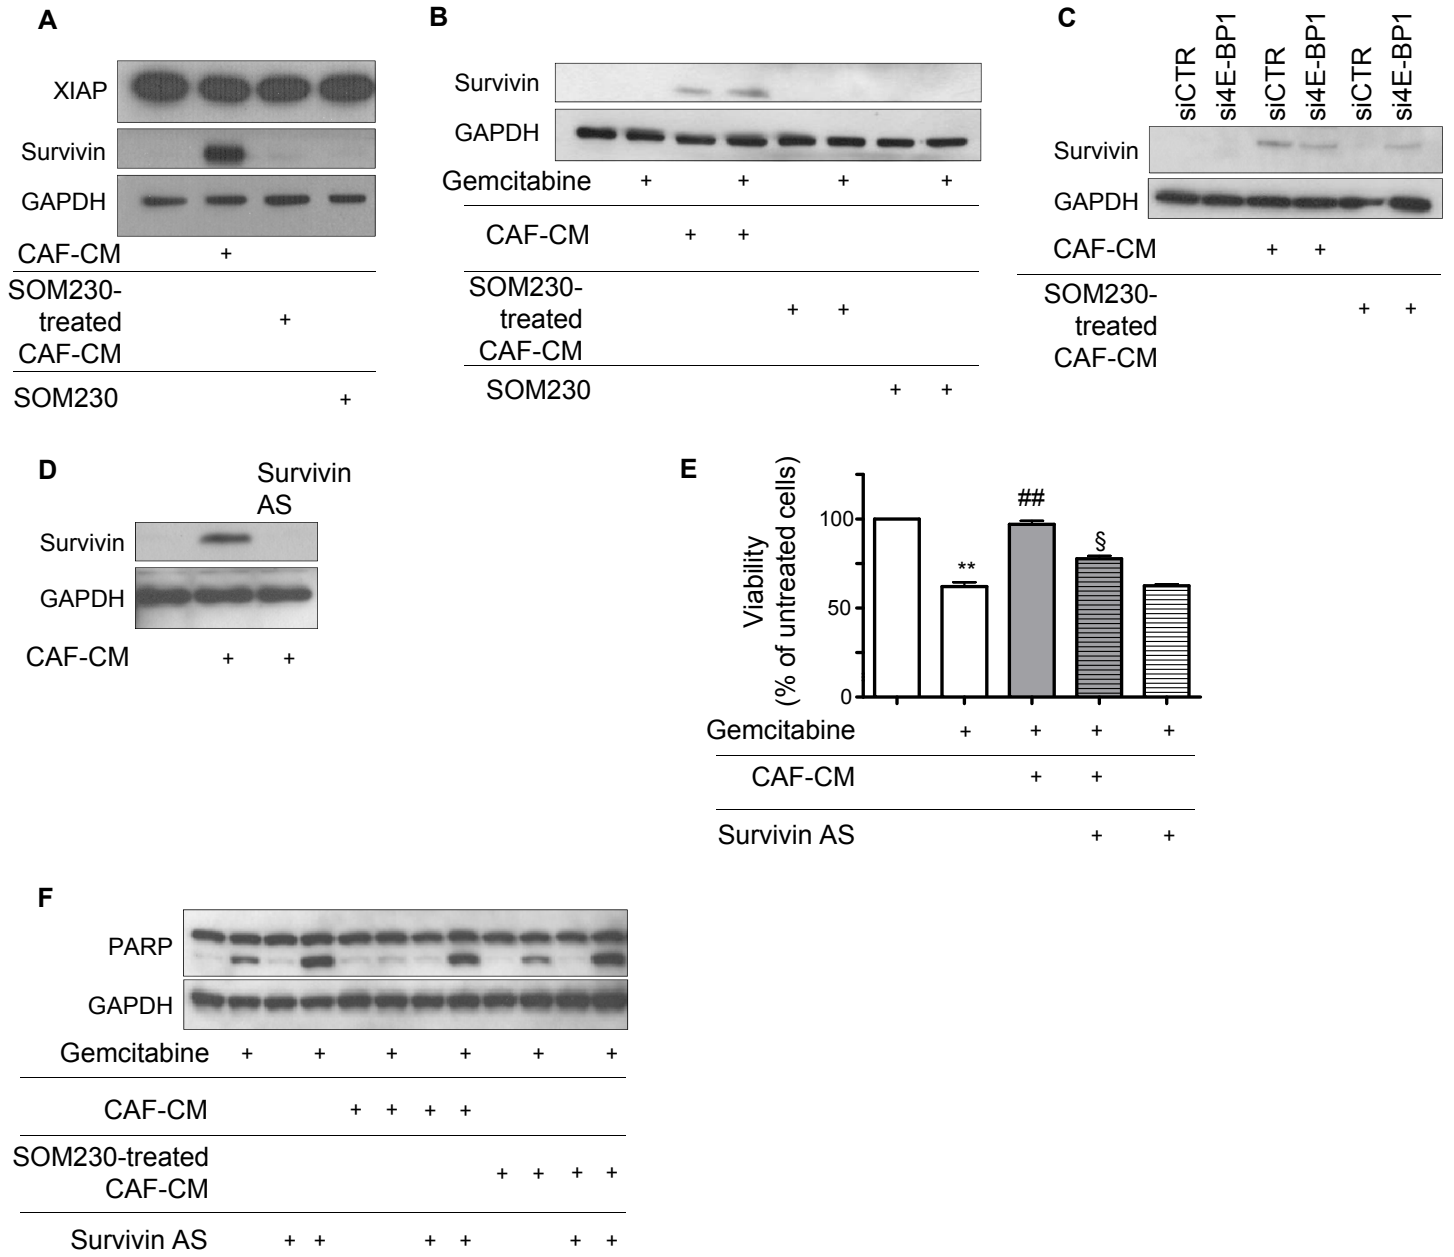 A
XIAP
Survivin
GAPDH
CAF-CM +
SOM230-
treated +
CAF-CM
SOM230 +
B
Survivin
GAPDH
Gemcitabine + + + +
CAF-CM + +
SOM230-
treated + +
CAF-CM
SOM230 + +
C
siCTR si4E-BP1 siCTR si4E-BP1 siCTR si4E-BP1
Survivin
GAPDH
CAF-CM + +
SOM230-
treated + +
CAF-CM
D
Survivin
AS
Survivin
GAPDH
CAF-CM + +
E
Viability
(% of untreated cells)
100
50
0
**
##
§
Gemcitabine + + + +
CAF-CM + +
Survivin AS + +
F
PARP
GAPDH
Gemcitabine + + + + + +
CAF-CM + + + +
SOM230-treated + + + +
CAF-CM
Survivin AS + + + + + +